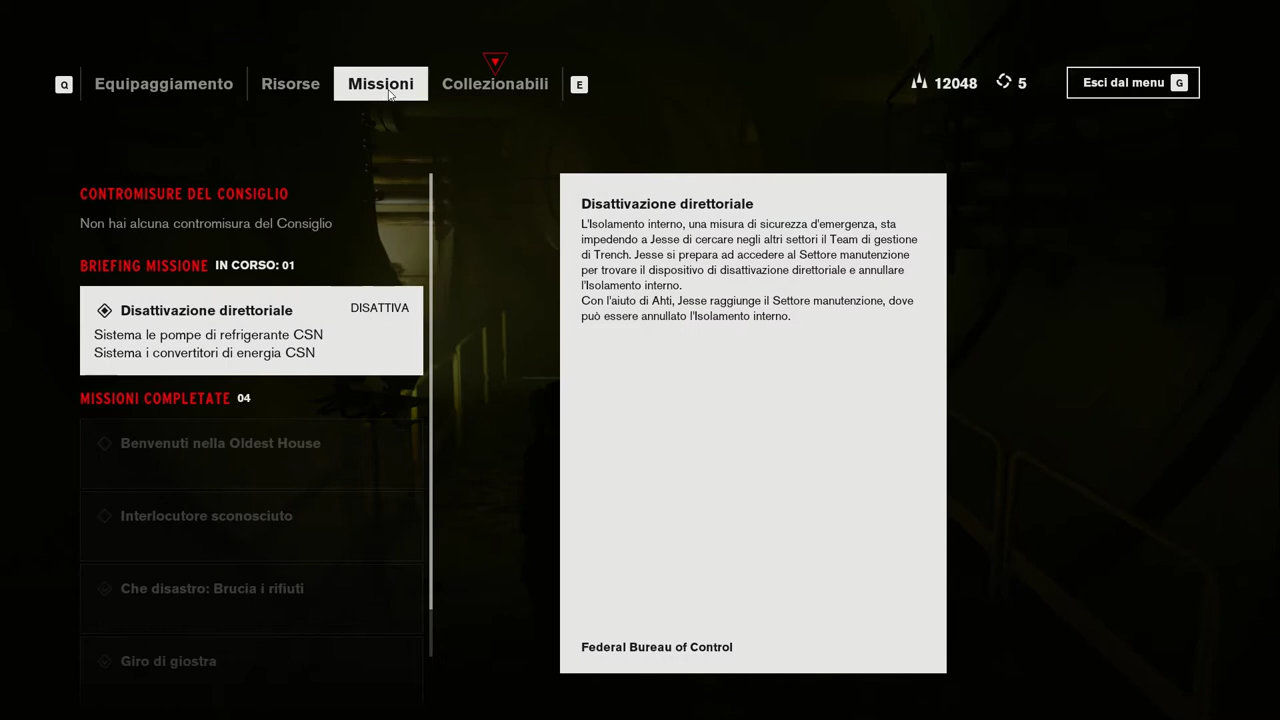 Q Equipaggiamento Risorse Missioni Collezionabili E 12048 5 Esci dal menu G
CONTROMISURE DEL CONSIGLIO
Non hai alcuna contromisura del Consiglio
BRIEFING MISSIONE IN CORSO: 01
Disattivazione direttoriale DISATTIVA
Sistema le pompe di refrigerante CSN
Sistema i convertitori di energia CSN
MISSIONI COMPLETATE 04
Benvenuti nella Oldest House
Interlocutore sconosciuto
Che disastro: Brucia i rifiuti
Giro di giostra
Disattivazione direttoriale
L'Isolamento interno, una misura di sicurezza d'emergenza, sta
impedendo a Jesse di cercare negli altri settori il Team di gestione
di Trench. Jesse si prepara ad accedere al Settore manutenzione
per trovare il dispositivo di disattivazione direttoriale e annullare
l'Isolamento interno.
Con l'aiuto di Ahti, Jesse raggiunge il Settore manutenzione, dove
può essere annullato l'Isolamento interno.
Federal Bureau of Control